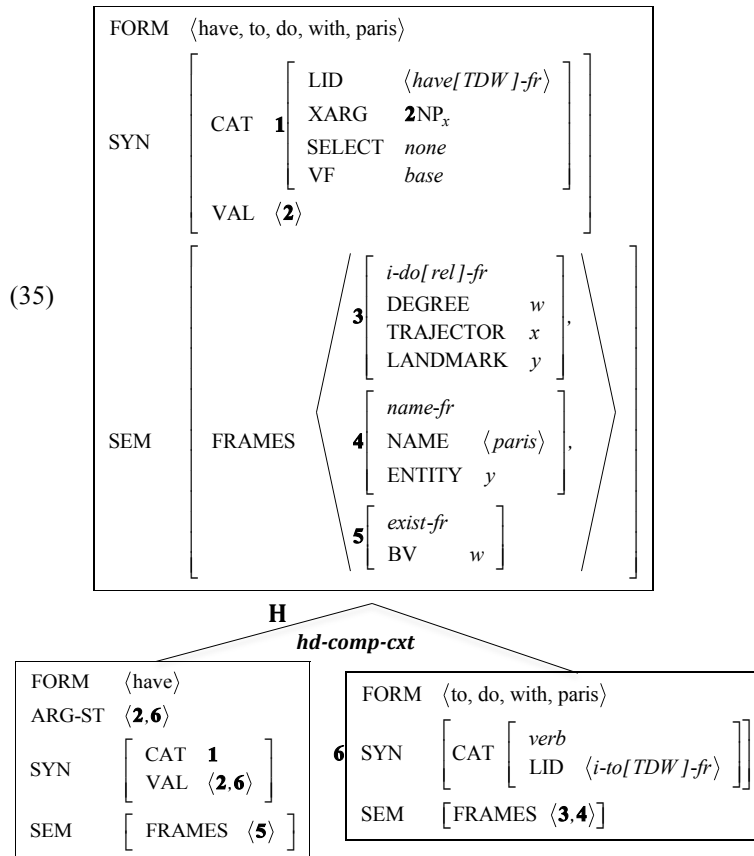 FORM ⟨have, to, do, with, paris⟩
SYN
CAT 1
LID ⟨have[TDW]-fr⟩
XARG 2NPₓ
SELECT none
VF base
VAL ⟨2⟩
(35)
SEM
FRAMES
3
i-do[rel]-fr
DEGREE w
TRAJECTOR x
LANDMARK y
,
4
name-fr
NAME ⟨paris⟩
ENTITY y
,
5
exist-fr
BV w
H
hd-comp-cxt
FORM ⟨have⟩
ARG-ST ⟨2,6⟩
SYN
CAT 1
VAL ⟨2,6⟩
SEM [ FRAMES ⟨5⟩ ]
6
FORM ⟨to, do, with, paris⟩
SYN
CAT
verb
LID ⟨i-to[TDW]-fr⟩
SEM [FRAMES ⟨3,4⟩]